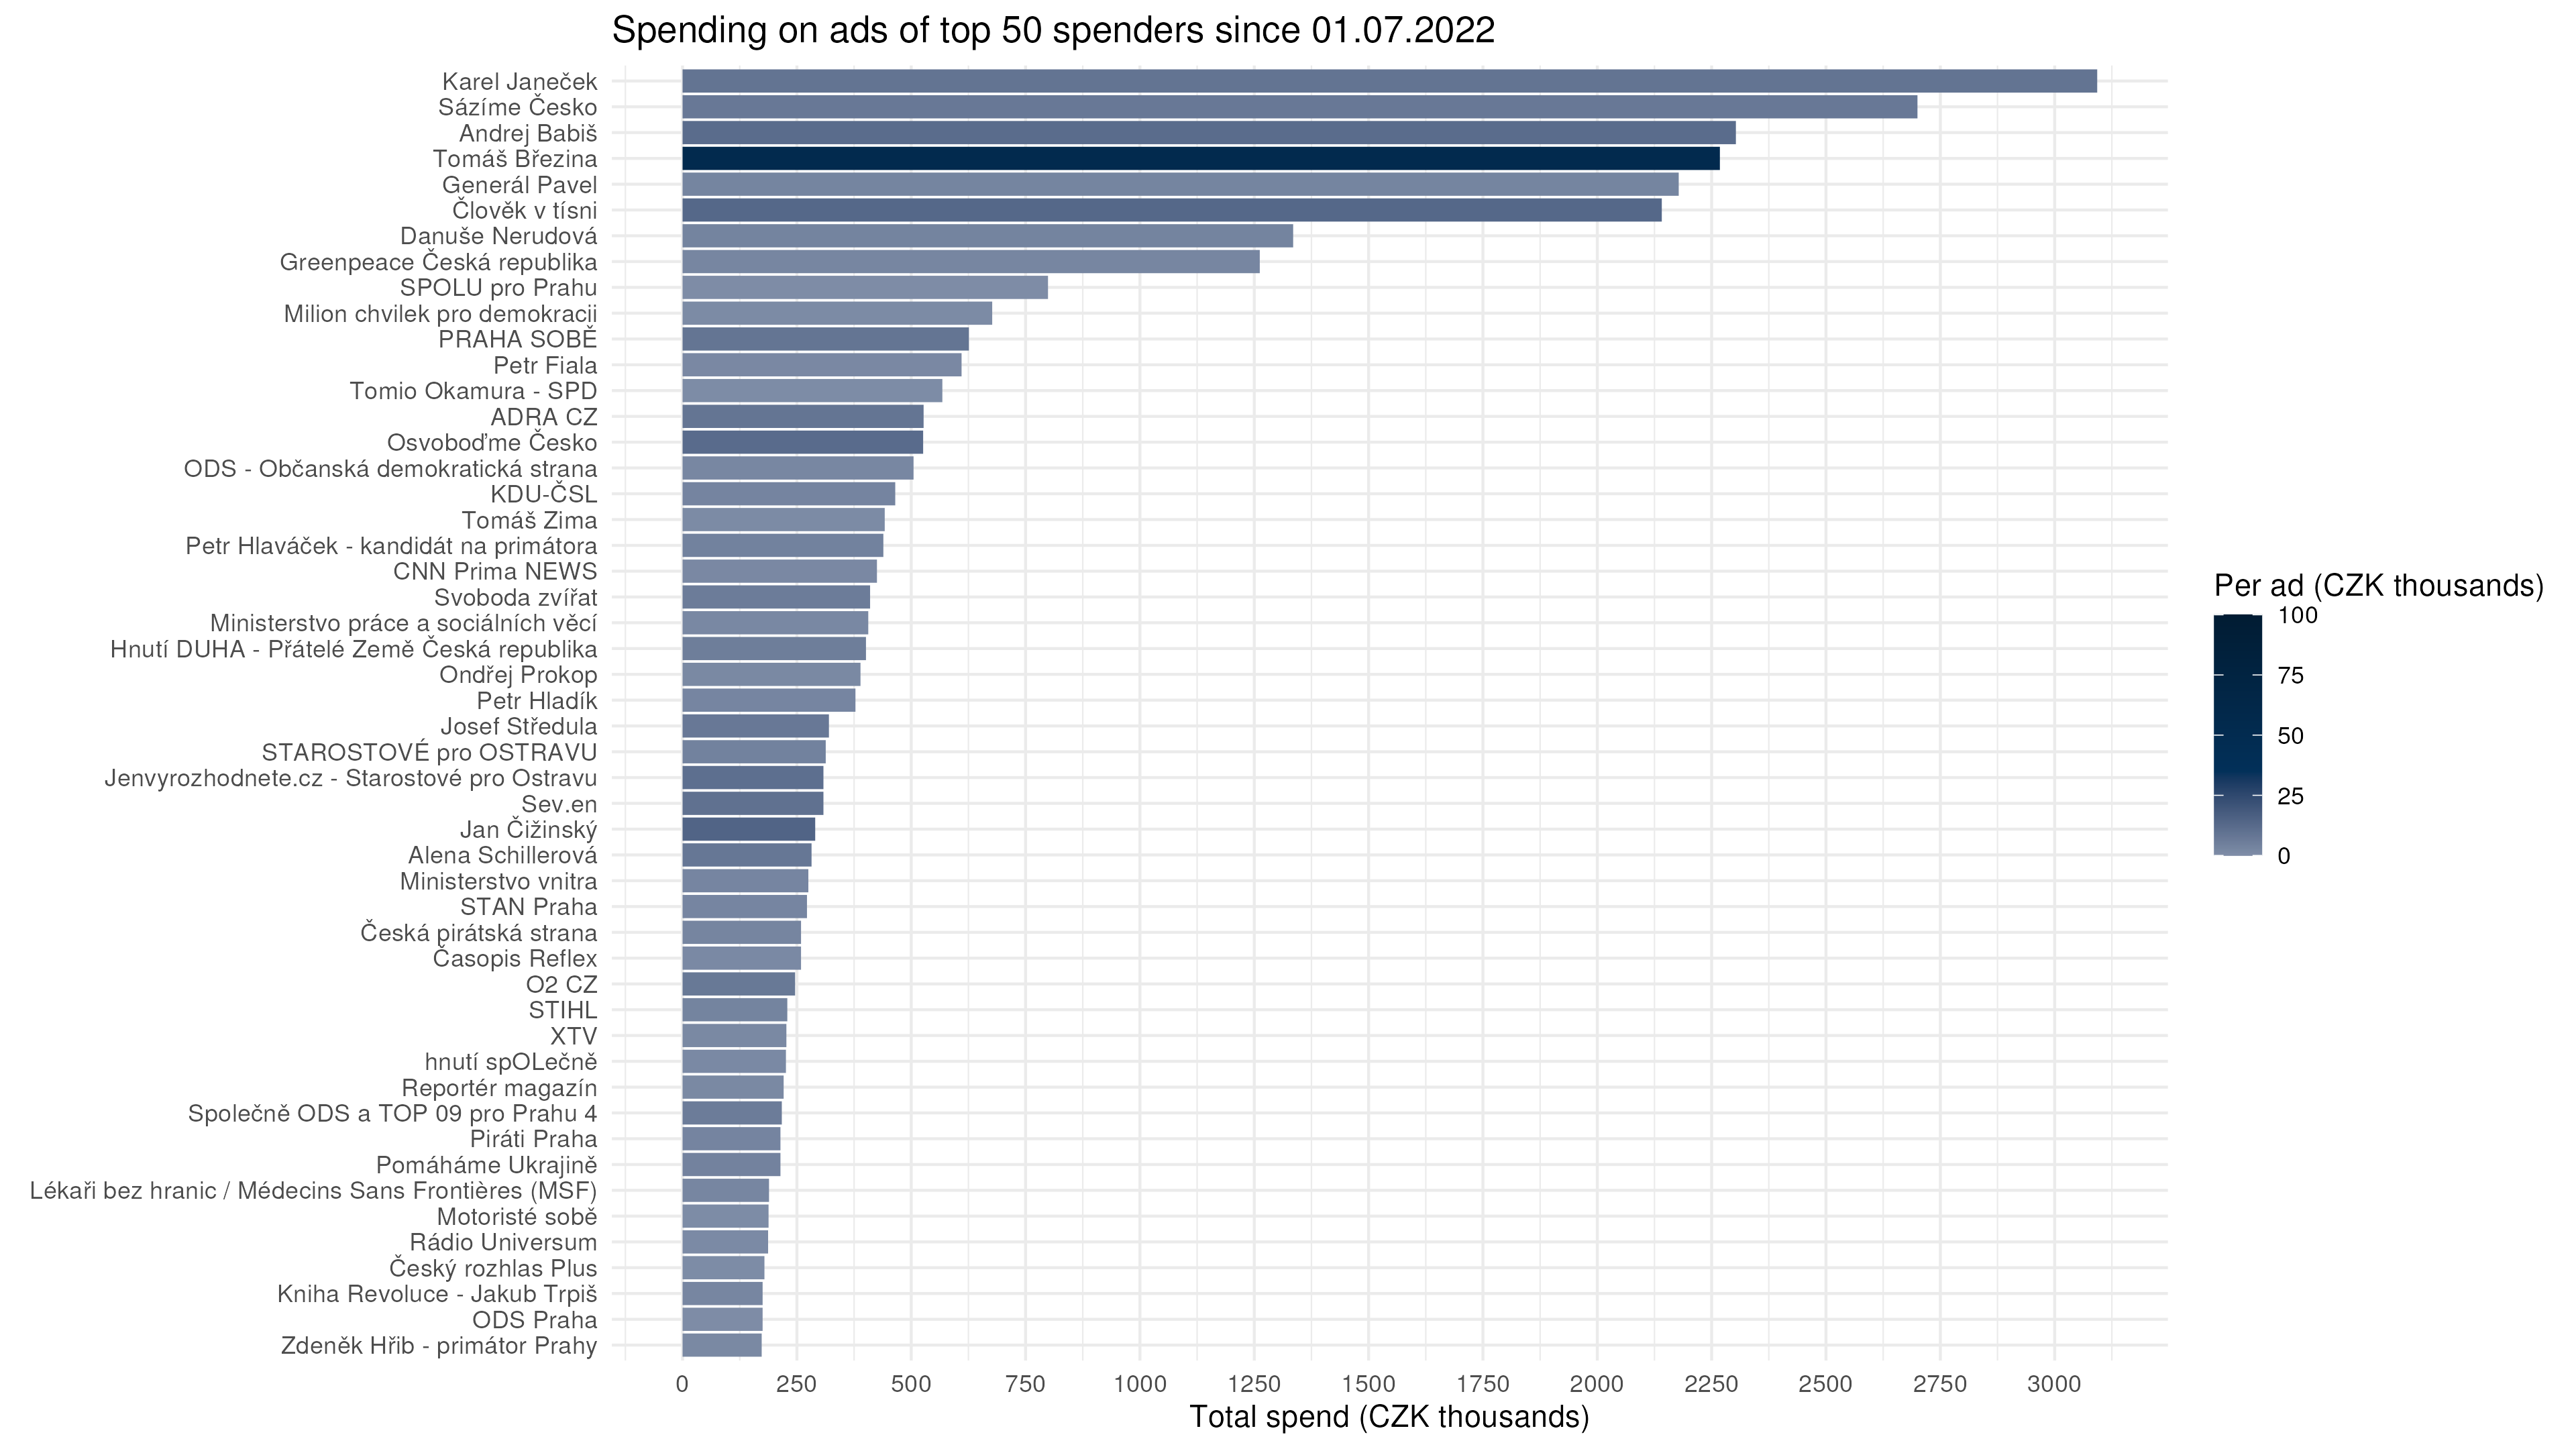 Spending on ads of top 50 spenders since 01.07.2022
Karel Janeček
Sázíme Česko
Andrej Babiš
Tomáš Březina
Generál Pavel
Člověk v tísni
Danuše Nerudová
Greenpeace Česká republika
SPOLU pro Prahu
Milion chvilek pro demokracii
PRAHA SOBĚ
Petr Fiala
Tomio Okamura - SPD
ADRA CZ
Osvoboďme Česko
ODS - Občanská demokratická strana
KDU-ČSL
Tomáš Zima
Petr Hlaváček - kandidát na primátora
CNN Prima NEWS
Svoboda zvířat
Ministerstvo práce a sociálních věcí
Hnutí DUHA - Přátelé Země Česká republika
Ondřej Prokop
Petr Hladík
Josef Středula
STAROSTOVÉ pro OSTRAVU
Jenvyrozhodnete.cz - Starostové pro Ostravu
Sev.en
Jan Čižinský
Alena Schillerová
Ministerstvo vnitra
STAN Praha
Česká pirátská strana
Časopis Reflex
O2 CZ
STIHL
XTV
hnutí spOLečně
Reportér magazín
Společně ODS a TOP 09 pro Prahu 4
Piráti Praha
Pomáháme Ukrajině
Lékaři bez hranic / Médecins Sans Frontières (MSF)
Motoristé sobě
Rádio Universum
Český rozhlas Plus
Kniha Revoluce - Jakub Trpiš
ODS Praha
Zdeněk Hřib - primátor Prahy
0 250 500 750 1000 1250 1500 1750 2000 2250 2500 2750 3000
Total spend (CZK thousands)
Per ad (CZK thousands)
100
75
50
25
0